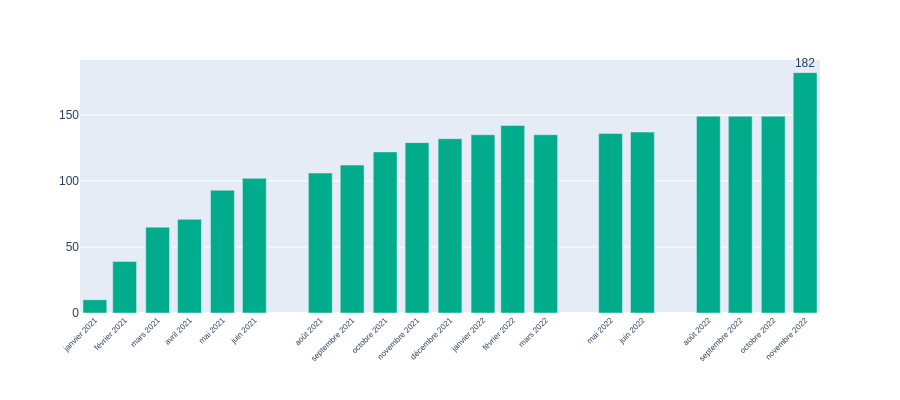 182
150
100
50
0
janvier 2021
février 2021
mars 2021
avril 2021
mai 2021
juin 2021
août 2021
septembre 2021
octobre 2021
novembre 2021
décembre 2021
janvier 2022
février 2022
mars 2022
mai 2022
juin 2022
août 2022
septembre 2022
octobre 2022
novembre 2022